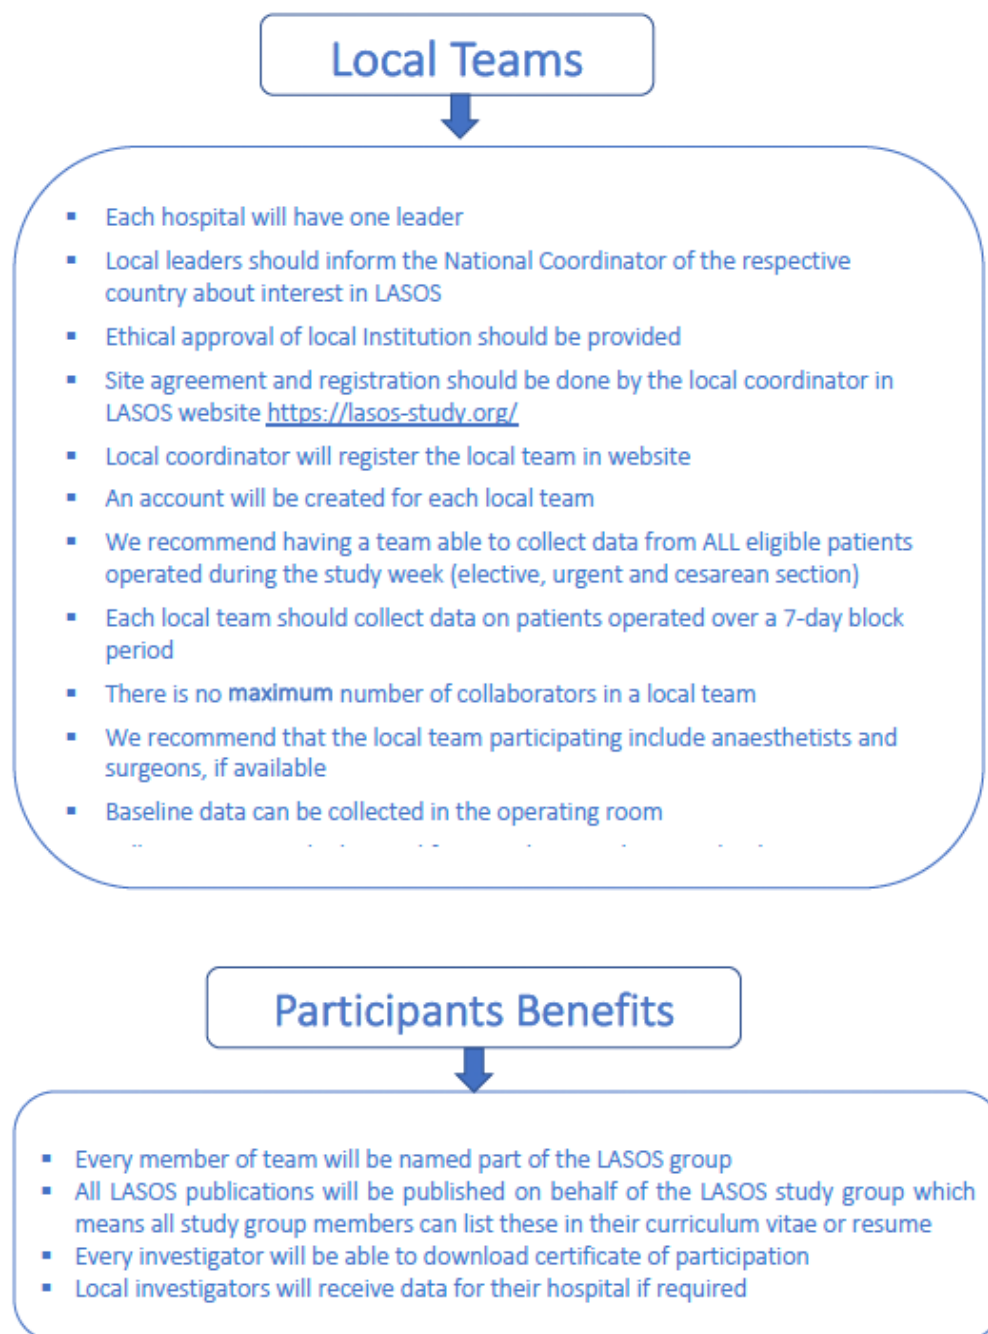 Local Teams
▪ Each hospital will have one leader
▪ Local leaders should inform the National Coordinator of the respective
country about interest in LASOS
▪ Ethical approval of local Institution should be provided
▪ Site agreement and registration should be done by the local coordinator in
LASOS website https://lasos-study.org/
▪ Local coordinator will register the local team in website
▪ An account will be created for each local team
▪ We recommend having a team able to collect data from ALL eligible patients
operated during the study week (elective, urgent and cesarean section)
▪ Each local team should collect data on patients operated over a 7-day block
period
▪ There is no maximum number of collaborators in a local team
▪ We recommend that the local team participating include anaesthetists and
surgeons, if available
▪ Baseline data can be collected in the operating room
Participants Benefits
▪ Every member of team will be named part of the LASOS group
▪ All LASOS publications will be published on behalf of the LASOS study group which
means all study group members can list these in their curriculum vitae or resume
▪ Every investigator will be able to download certificate of participation
▪ Local investigators will receive data for their hospital if required